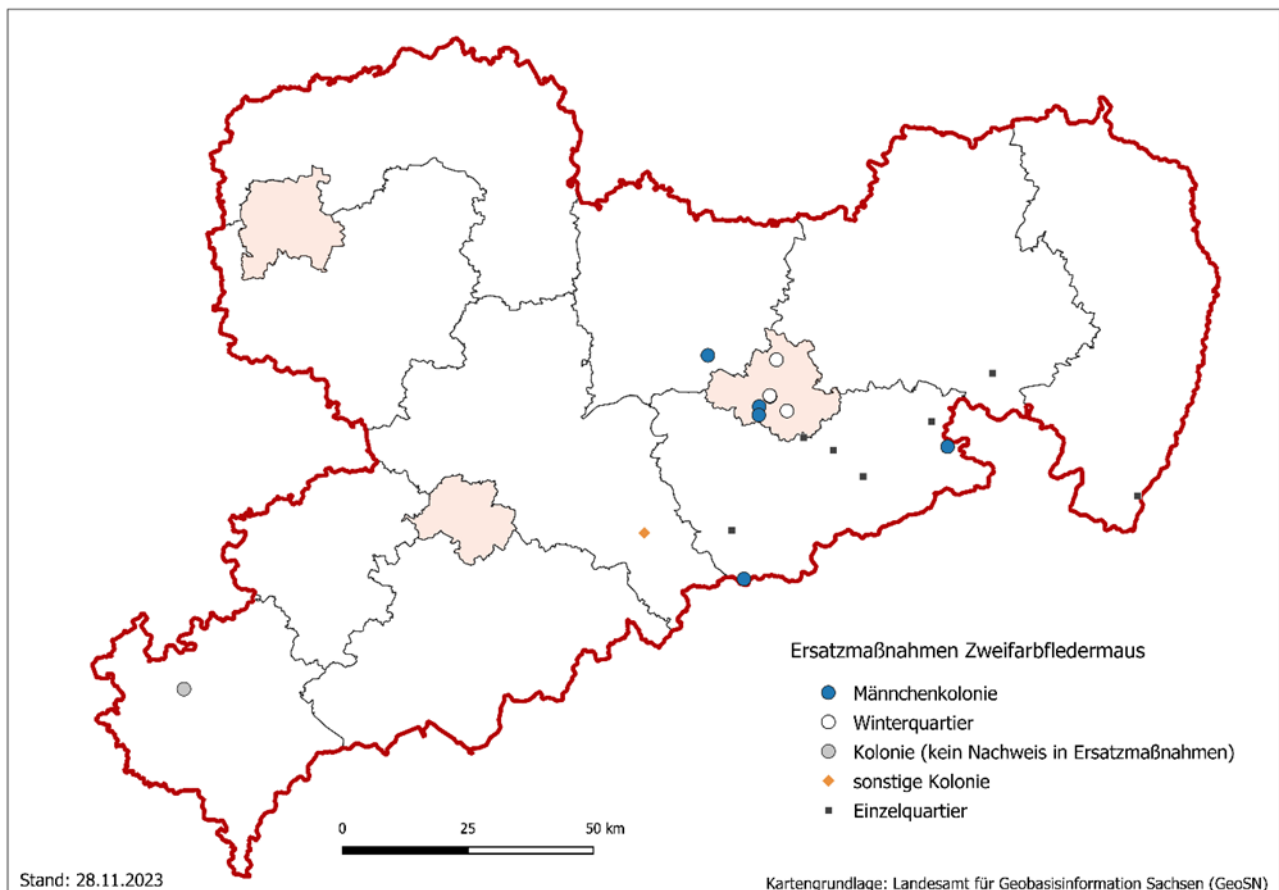 Ersatzmaßnahmen Zweifarbfledermaus
Männchenkolonie
Winterquartier
Kolonie (kein Nachweis in Ersatzmaßnahmen)
sonstige Kolonie
Einzelquartier
0 25 50 km
Stand: 28.11.2023
Kartengrundlage: Landesamt für Geobasisinformation Sachsen (GeoSN)